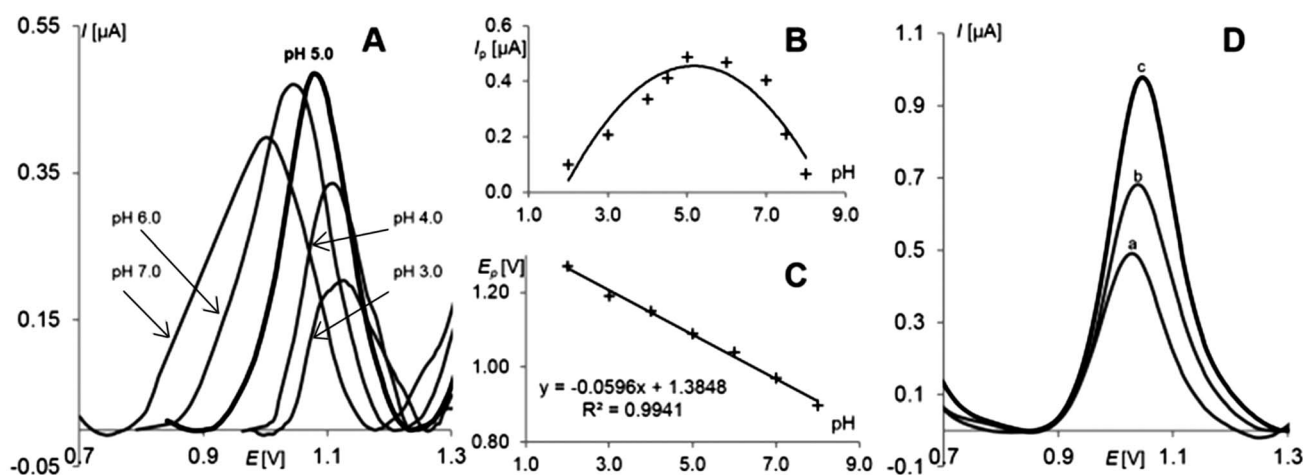 0.55
I [µA]
A
pH 5.0
0.35
pH 6.0
pH 4.0
pH 7.0
pH 3.0
0.15
-0.05
0.7
0.9
E [V]
1.1
1.3
0.6
Ip [µA]
B
0.4
0.2
pH
0.0
1.0
3.0
5.0
7.0
9.0
Ep [V]
C
1.20
1.00
y = -0.0596x + 1.3848
R² = 0.9941
pH
0.80
1.0
3.0
5.0
7.0
9.0
1.1
I [µA]
D
c
0.9
0.7
b
0.5
a
0.3
0.1
-0.1
0.7
0.9
E [V]
1.1
1.3